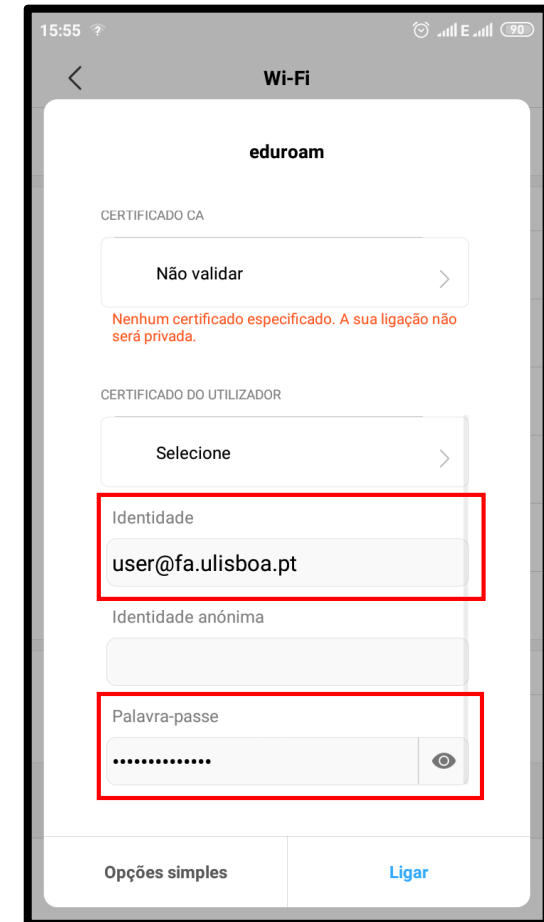 15:55
E
90
Wi-Fi
eduroam
CERTIFICADO CA
Não validar
Nenhum certificado especificado. A sua ligação não
será privada.
CERTIFICADO DO UTILIZADOR
Selecione
Identidade
user@fa.ulisboa.pt
Identidade anónima
Palavra-passe
••••••••••••••
Opções simples
Ligar